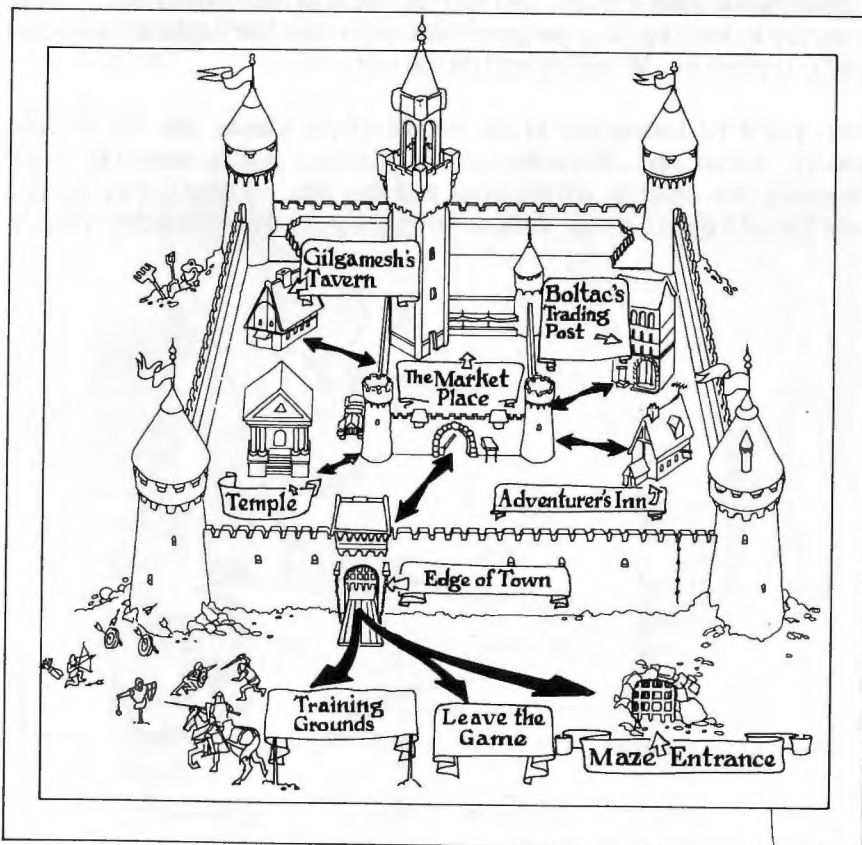 Gilgamesh's
Tavern
Boltac's
Trading
Post
The Market
Place
Temple
Adventurer's Inn
Edge of Town
Training
Grounds
Leave the
Game
Maze Entrance